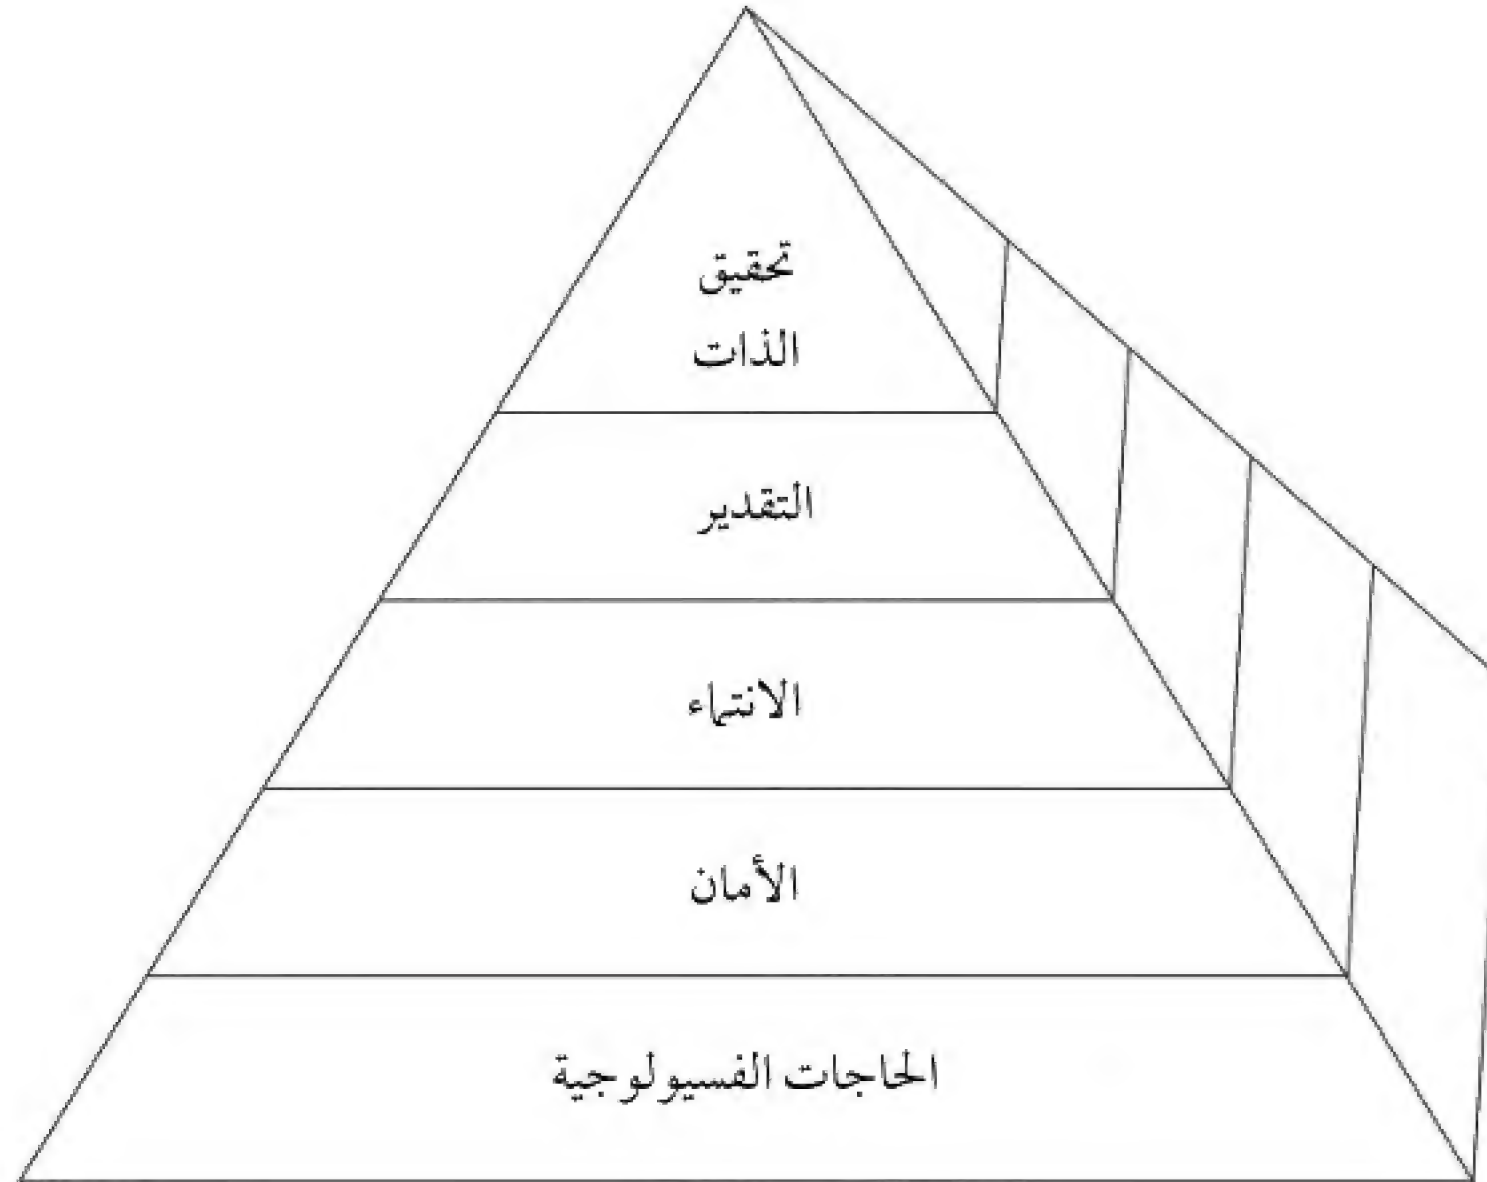 تحقيق
الذات
التقدير
الانتماء
الأمان
الحاجات الفسيولوجية